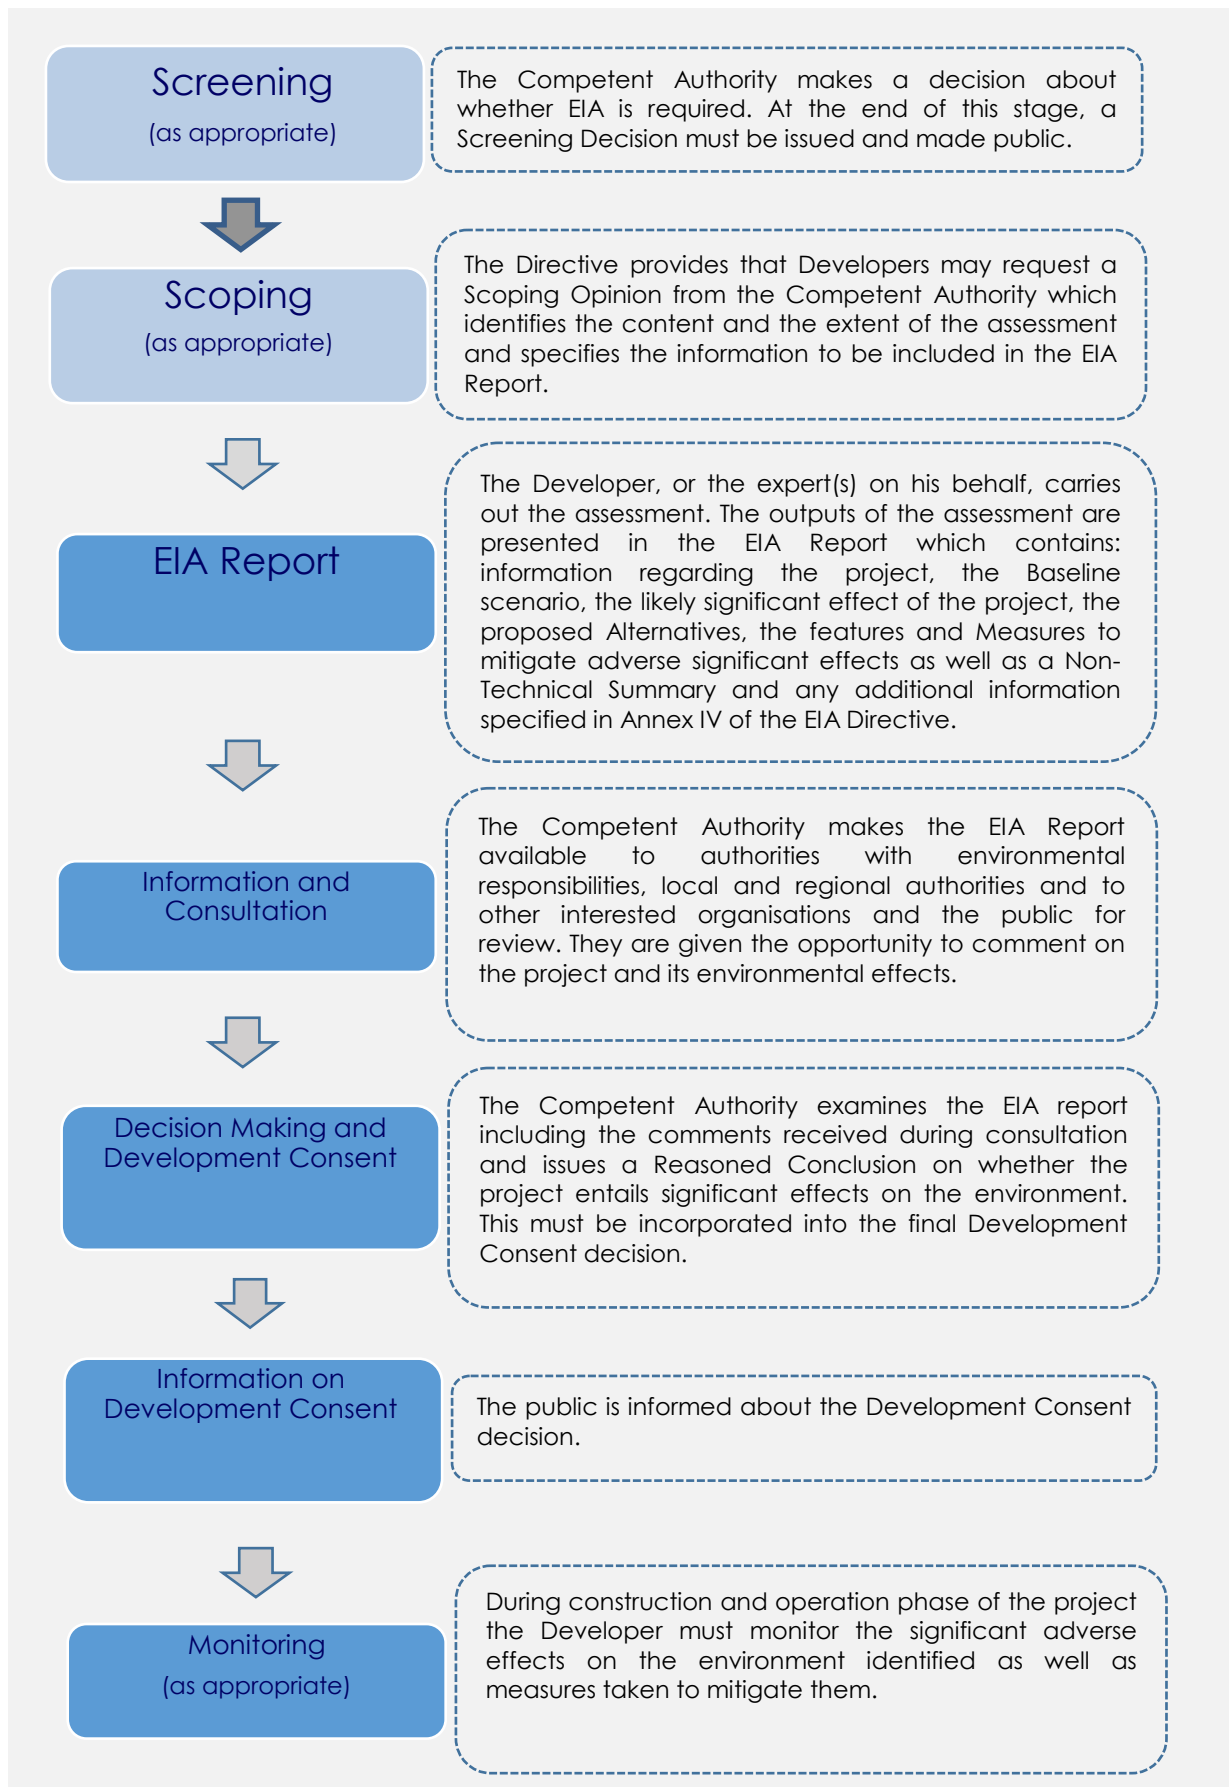 Screening
(as appropriate)
The Competent Authority makes a decision about
whether EIA is required. At the end of this stage, a
Screening Decision must be issued and made public.
Scoping
(as appropriate)
The Directive provides that Developers may request a
Scoping Opinion from the Competent Authority which
identifies the content and the extent of the assessment
and specifies the information to be included in the EIA
Report.
EIA Report
The Developer, or the expert(s) on his behalf, carries
out the assessment. The outputs of the assessment are
presented in the EIA Report which contains:
information regarding the project, the Baseline
scenario, the likely significant effect of the project, the
proposed Alternatives, the features and Measures to
mitigate adverse significant effects as well as a Non-
Technical Summary and any additional information
specified in Annex IV of the EIA Directive.
Information and
Consultation
The Competent Authority makes the EIA Report
available to authorities with environmental
responsibilities, local and regional authorities and to
other interested organisations and the public for
review. They are given the opportunity to comment on
the project and its environmental effects.
Decision Making and
Development Consent
The Competent Authority examines the EIA report
including the comments received during consultation
and issues a Reasoned Conclusion on whether the
project entails significant effects on the environment.
This must be incorporated into the final Development
Consent decision.
Information on
Development Consent
The public is informed about the Development Consent
decision.
Monitoring
(as appropriate)
During construction and operation phase of the project
the Developer must monitor the significant adverse
effects on the environment identified as well as
measures taken to mitigate them.